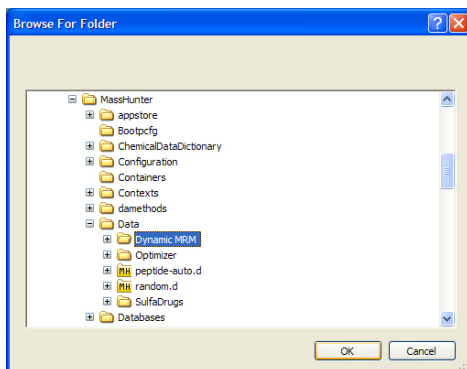 Browse For Folder
MassHunter
appstore
Bootpcfg
ChemicalDataDictionary
Configuration
Containers
Contexts
damethods
Data
Dynamic MRM
Optimizer
MH peptide-auto.d
MH random.d
SulfaDrugs
Databases
OK Cancel